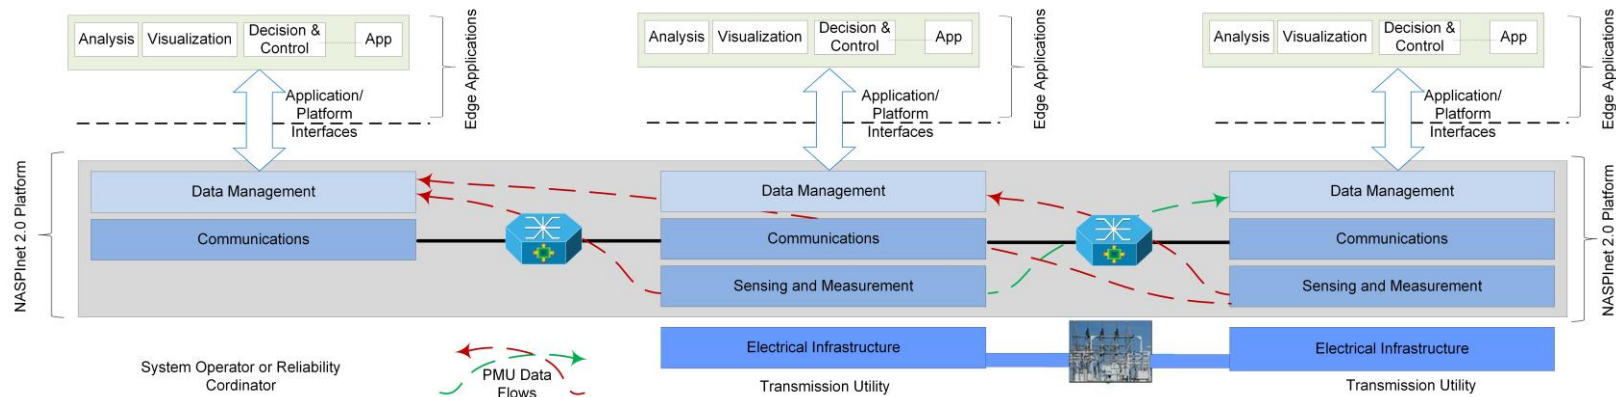 Analysis
Visualization
Decision &
Control
App
Application/
Platform
Interfaces
Edge Applications
Analysis
Visualization
Decision &
Control
App
Application/
Platform
Interfaces
Edge Applications
Analysis
Visualization
Decision &
Control
App
Application/
Platform
Interfaces
Edge Applications
NASPInet 2.0 Platform
Data Management
Communications
Data Management
Communications
Sensing and Measurement
Electrical Infrastructure
Data Management
Communications
Sensing and Measurement
Electrical Infrastructure
NASPInet 2.0 Platform
System Operator or Reliability
Cordinator
PMU Data
Flows
Transmission Utility
Transmission Utility